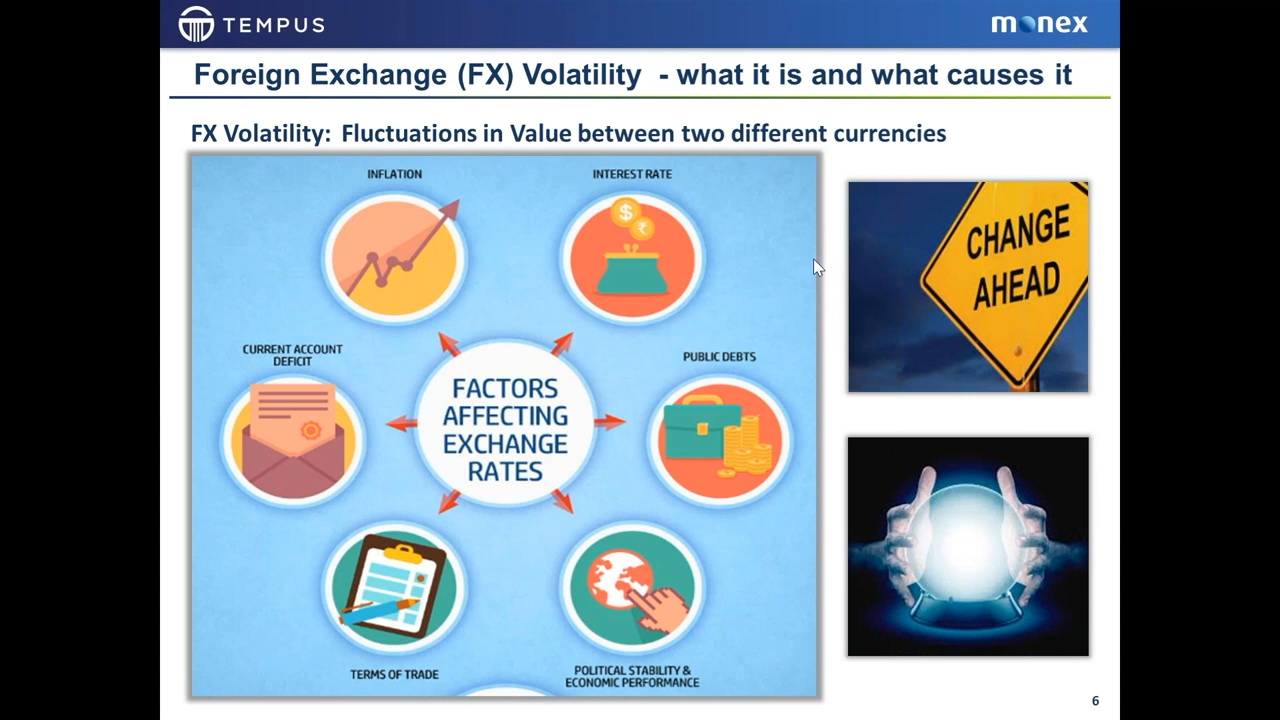 TEMPUS
monex
Foreign Exchange (FX) Volatility - what it is and what causes it
FX Volatility: Fluctuations in Value between two different currencies
INFLATION
INTEREST RATE
$
₹
CURRENT ACCOUNT
DEFICIT
PUBLIC DEBTS
FACTORS
AFFECTING
EXCHANGE
RATES
TERMS OF TRADE
POLITICAL STABILITY &
ECONOMIC PERFORMANCE
CHANGE
AHEAD
6